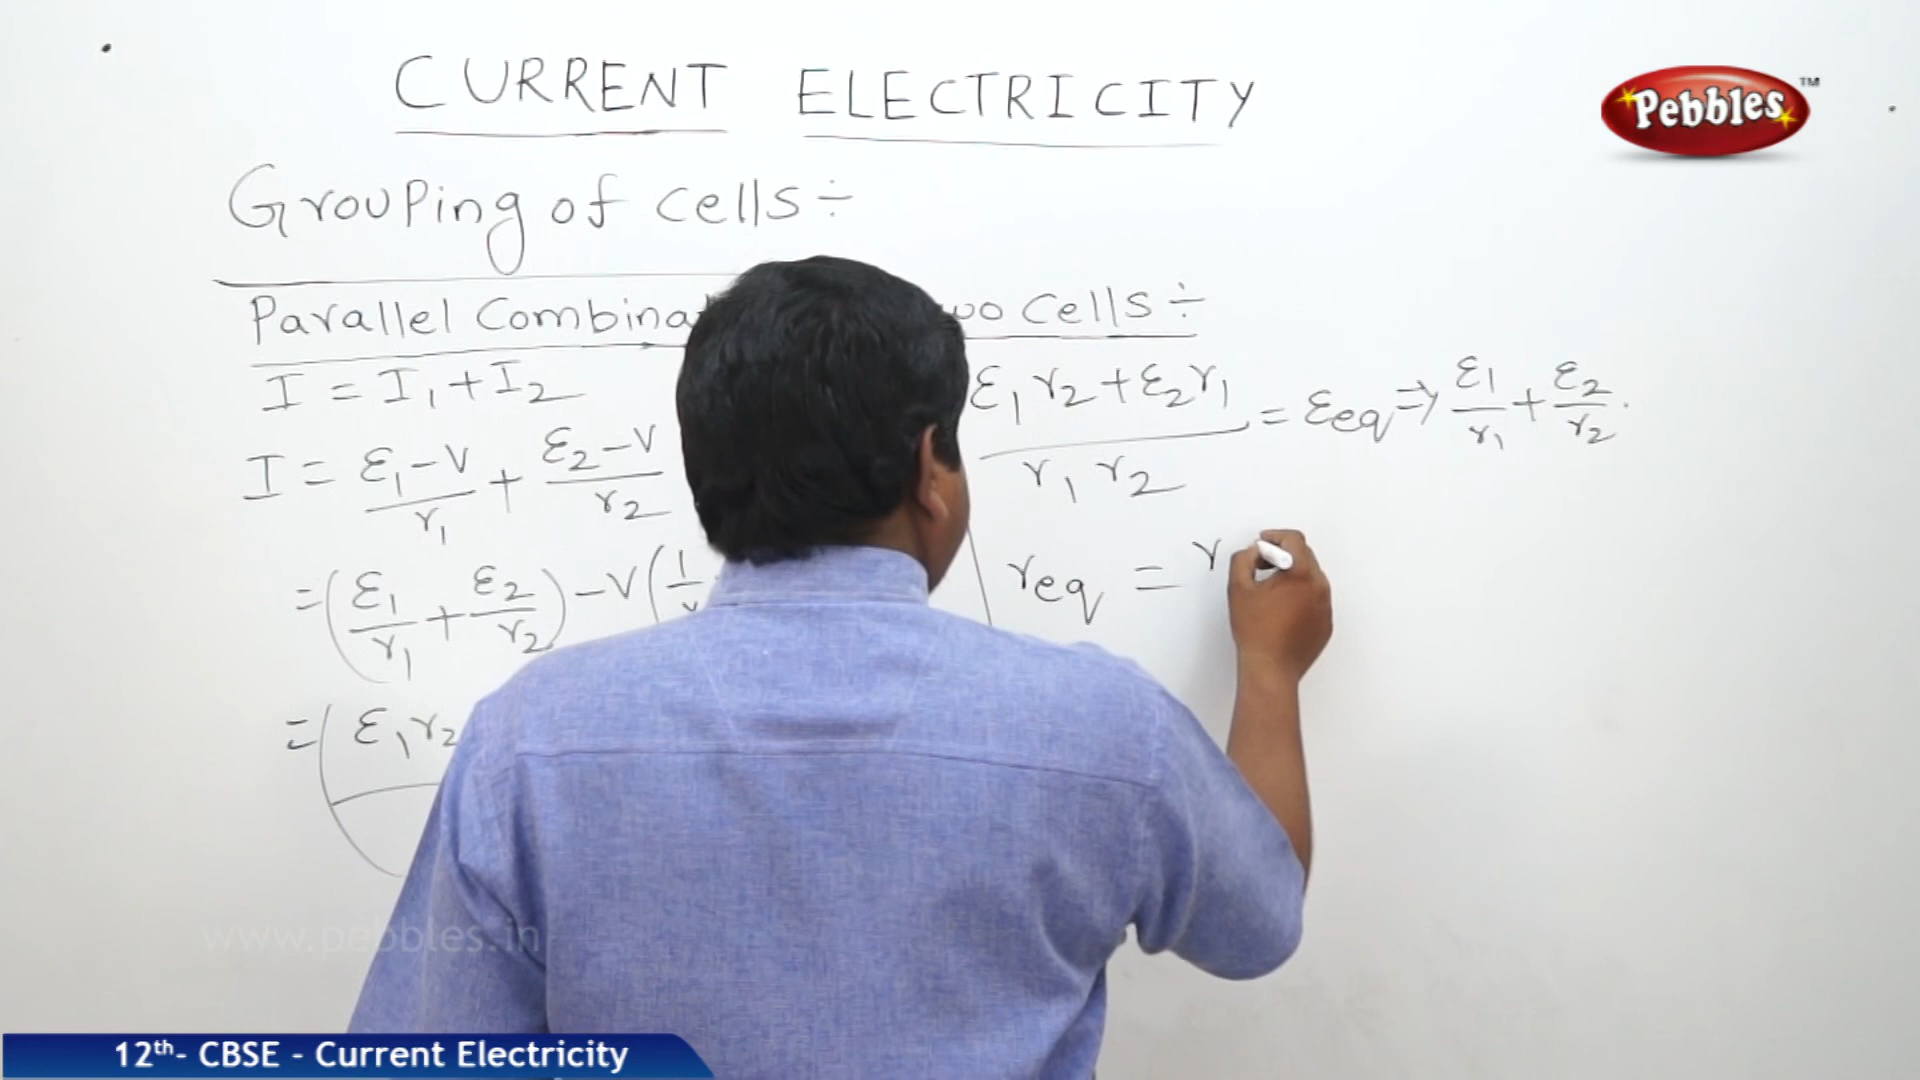 CURRENT ELECTRICITY
Pebbles™
Grouping of cells ÷
Parallel Combina wo Cells ÷
I = I₁ + I₂
I = (ε₁ − V)/r₁ + (ε₂ − V)/r₂
= (ε₁/r₁ + ε₂/r₂) − V(1/
= (ε₁r₂
(ε₁r₂ + ε₂r₁)/(r₁r₂) = εeq ⇒ ε₁/r₁ + ε₂/r₂.
req = r
www.pebbles.in
12th- CBSE - Current Electricity